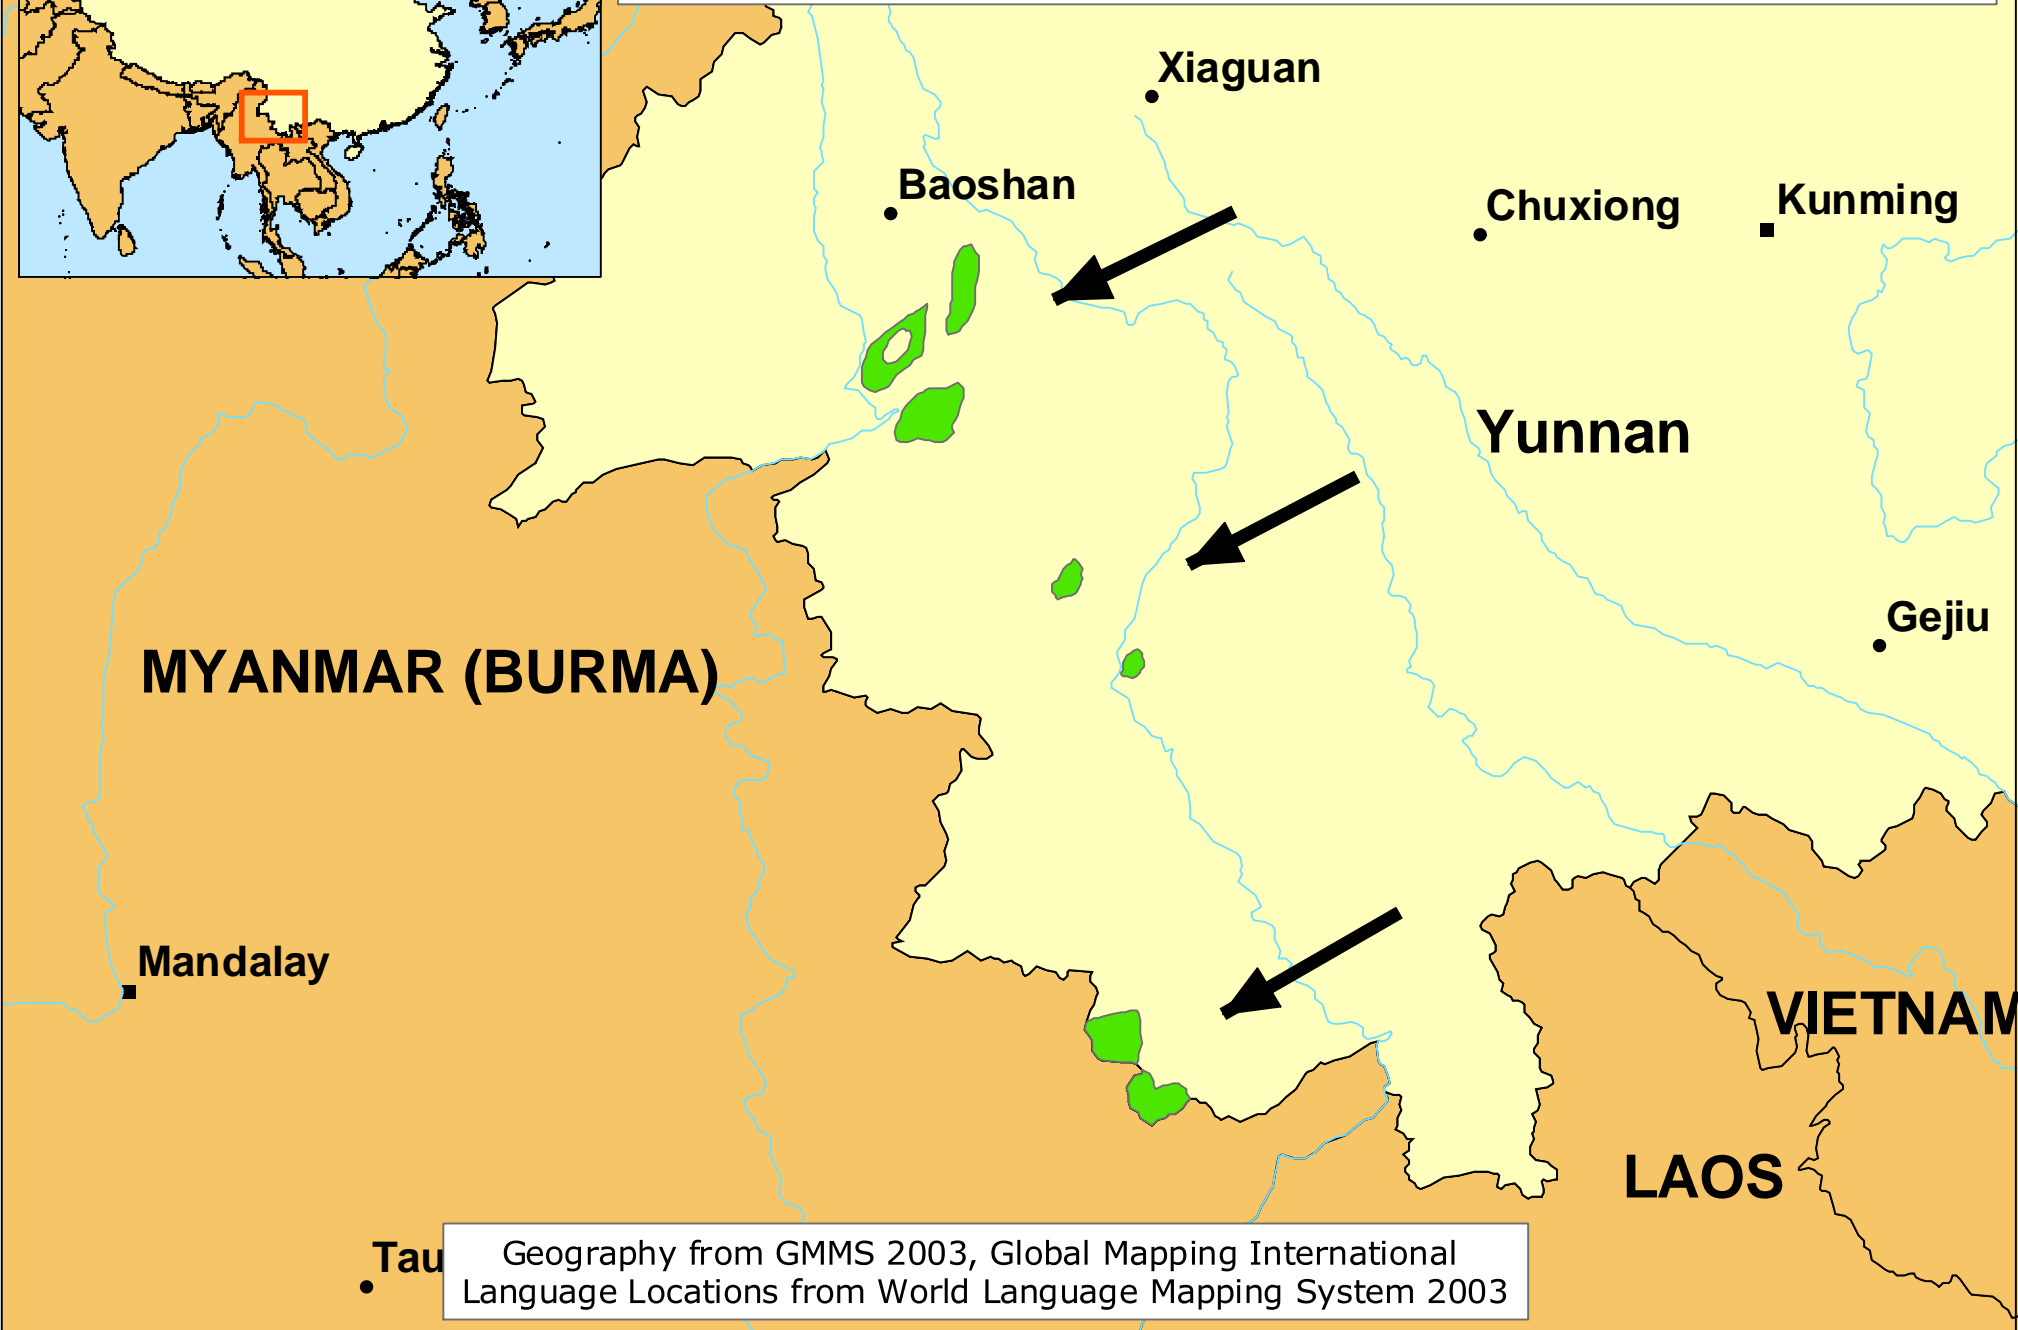 Xiaguan
Baoshan
Chuxiong
Kunming
Yunnan
Gejiu
MYANMAR (BURMA)
Mandalay
VIETNAM
LAOS
Tau
Geography from GMMS 2003, Global Mapping International
Language Locations from World Language Mapping System 2003